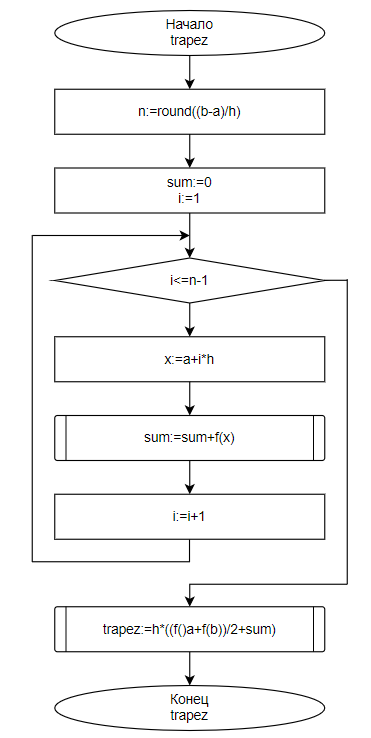 Начало
trapez
n:=round((b-a)/h)
sum:=0
i:=1
i<=n-1
x:=a+i*h
sum:=sum+f(x)
i:=i+1
trapez:=h*((f()a+f(b))/2+sum)
Конец
trapez